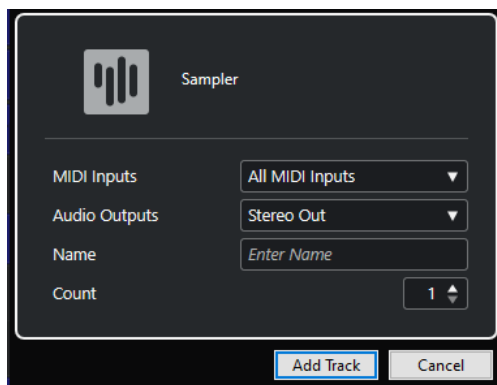 Sampler
MIDI Inputs All MIDI Inputs
Audio Outputs Stereo Out
Name Enter Name
Count 1
Add Track Cancel